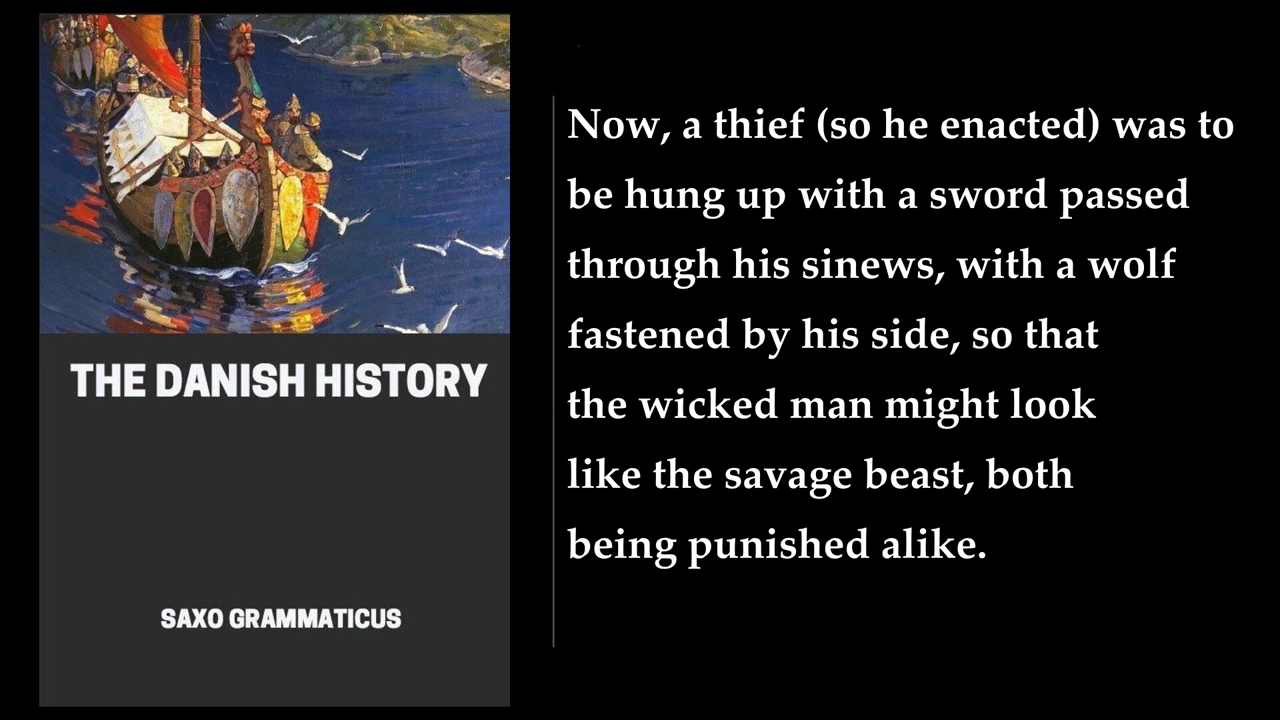 THE DANISH HISTORY
SAXO GRAMMATICUS
Now, a thief (so he enacted) was to
be hung up with a sword passed
through his sinews, with a wolf
fastened by his side, so that
the wicked man might look
like the savage beast, both
being punished alike.